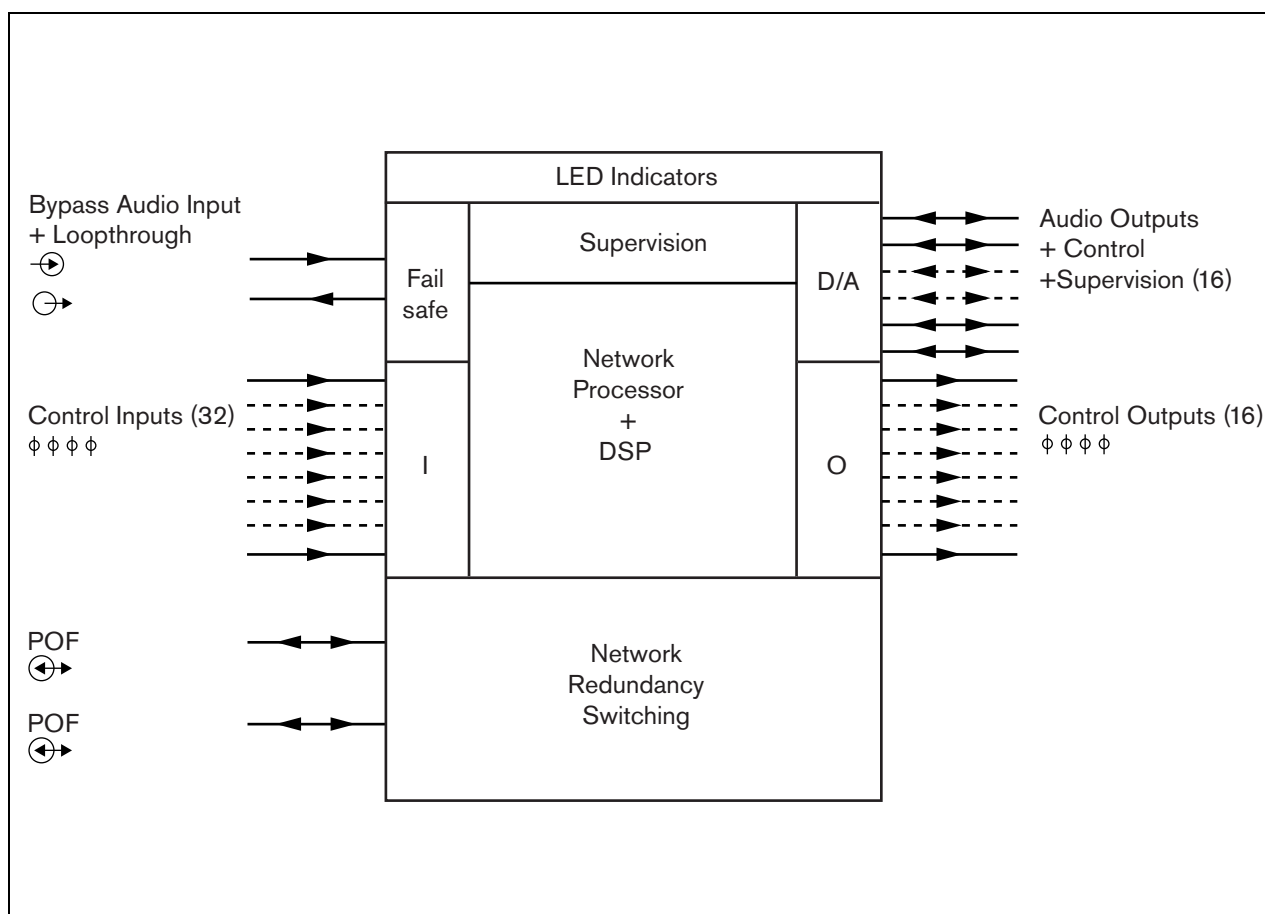 LED Indicators
Bypass Audio Input
+ Loopthrough
Fail
safe
Supervision
D/A
Audio Outputs
+ Control
+Supervision (16)
Network
Processor
+
DSP
Control Inputs (32)
I
O
Control Outputs (16)
POF
POF
Network
Redundancy
Switching